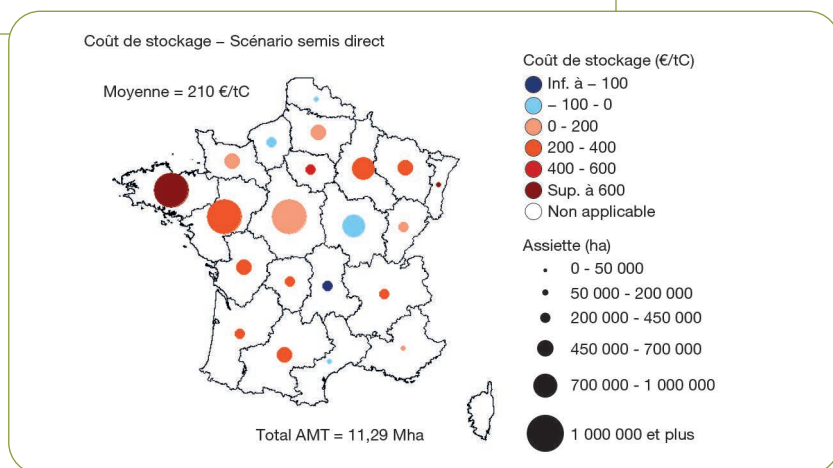 Coût de stockage – Scénario semis direct
Moyenne = 210 €/tC
Total AMT = 11,29 Mha
Coût de stockage (€/tC)
Inf. à – 100
– 100 - 0
0 - 200
200 - 400
400 - 600
Sup. à 600
Non applicable
Assiette (ha)
0 - 50 000
50 000 - 200 000
200 000 - 450 000
450 000 - 700 000
700 000 - 1 000 000
1 000 000 et plus